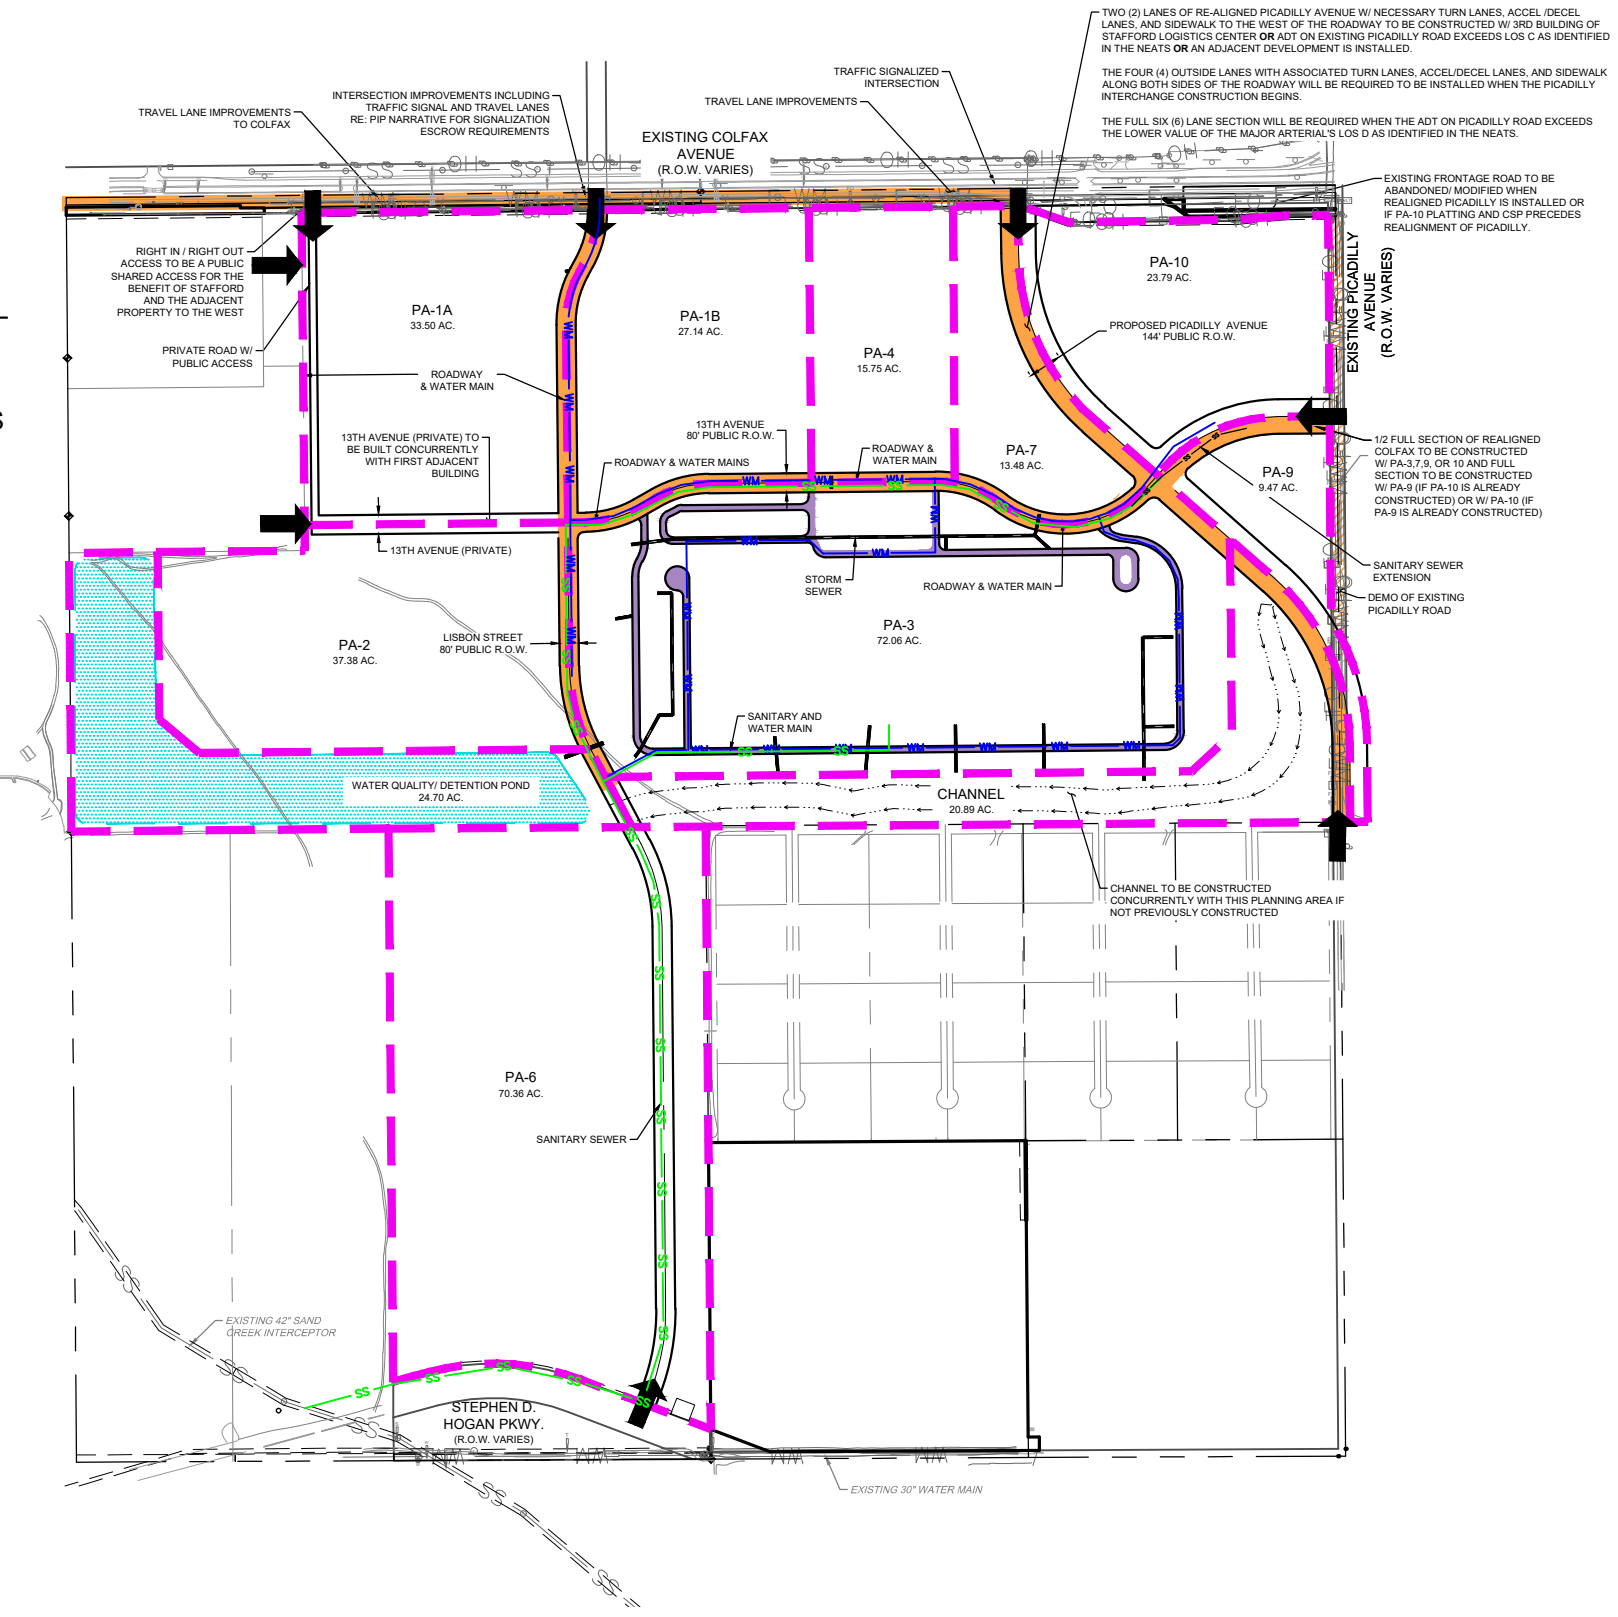 TWO (2) LANES OF RE-ALIGNED PICADILLY AVENUE W/ NECESSARY TURN LANES, ACCEL /DECEL
LANES, AND SIDEWALK TO THE WEST OF THE ROADWAY TO BE CONSTRUCTED W/ 3RD BUILDING OF
STAFFORD LOGISTICS CENTER OR ADT ON EXISTING PICADILLY ROAD EXCEEDS LOS C AS IDENTIFIED
IN THE NEATS OR AN ADJACENT DEVELOPMENT IS INSTALLED.
THE FOUR (4) OUTSIDE LANES WITH ASSOCIATED TURN LANES, ACCEL/DECEL LANES, AND SIDEWALK
ALONG BOTH SIDES OF THE ROADWAY WILL BE REQUIRED TO BE INSTALLED WHEN THE PICADILLY
INTERCHANGE CONSTRUCTION BEGINS.
THE FULL SIX (6) LANE SECTION WILL BE REQUIRED WHEN THE ADT ON PICADILLY ROAD EXCEEDS
THE LOWER VALUE OF THE MAJOR ARTERIAL'S LOS D AS IDENTIFIED IN THE NEATS.
TRAFFIC SIGNALIZED
INTERSECTION
TRAVEL LANE IMPROVEMENTS
INTERSECTION IMPROVEMENTS INCLUDING
TRAFFIC SIGNAL AND TRAVEL LANES
RE: PIP NARRATIVE FOR SIGNALIZATION
ESCROW REQUIREMENTS
TRAVEL LANE IMPROVEMENTS
TO COLFAX
EXISTING COLFAX
AVENUE
(R.O.W. VARIES)
EXISTING FRONTAGE ROAD TO BE
ABANDONED/ MODIFIED WHEN
REALIGNED PICADILLY IS INSTALLED OR
IF PA-10 PLATTING AND CSP PRECEDES
REALIGNMENT OF PICADILLY.
EXISTING PICADILLY
AVENUE
(R.O.W. VARIES)
RIGHT IN / RIGHT OUT
ACCESS TO BE A PUBLIC
SHARED ACCESS FOR THE
BENEFIT OF STAFFORD
AND THE ADJACENT
PROPERTY TO THE WEST
PRIVATE ROAD W/
PUBLIC ACCESS
PA-1A
33.50 AC.
PA-1B
27.14 AC.
PA-4
15.75 AC.
PA-10
23.79 AC.
PROPOSED PICADILLY AVENUE
144' PUBLIC R.O.W.
ROADWAY
& WATER MAIN
13TH AVENUE (PRIVATE) TO
BE BUILT CONCURRENTLY
WITH FIRST ADJACENT
BUILDING
13TH AVENUE
80' PUBLIC R.O.W.
ROADWAY & WATER MAINS
ROADWAY &
WATER MAIN
PA-7
13.48 AC.
PA-9
9.47 AC.
1/2 FULL SECTION OF REALIGNED
COLFAX TO BE CONSTRUCTED
W/ PA-3,7,9, OR 10 AND FULL
SECTION TO BE CONSTRUCTED
W/ PA-9 (IF PA-10 IS ALREADY
CONSTRUCTED) OR W/ PA-10 (IF
PA-9 IS ALREADY CONSTRUCTED)
13TH AVENUE (PRIVATE)
STORM
SEWER
ROADWAY & WATER MAIN
SANITARY SEWER
EXTENSION
DEMO OF EXISTING
PICADILLY ROAD
PA-2
37.38 AC.
LISBON STREET
80' PUBLIC R.O.W.
PA-3
72.06 AC.
SANITARY AND
WATER MAIN
WATER QUALITY/ DETENTION POND
24.70 AC.
CHANNEL
20.89 AC.
CHANNEL TO BE CONSTRUCTED
CONCURRENTLY WITH THIS PLANNING AREA IF
NOT PREVIOUSLY CONSTRUCTED
PA-6
70.36 AC.
SANITARY SEWER
EXISTING 42" SAND
CREEK INTERCEPTOR
STEPHEN D.
HOGAN PKWY.
(R.O.W. VARIES)
EXISTING 30" WATER MAIN